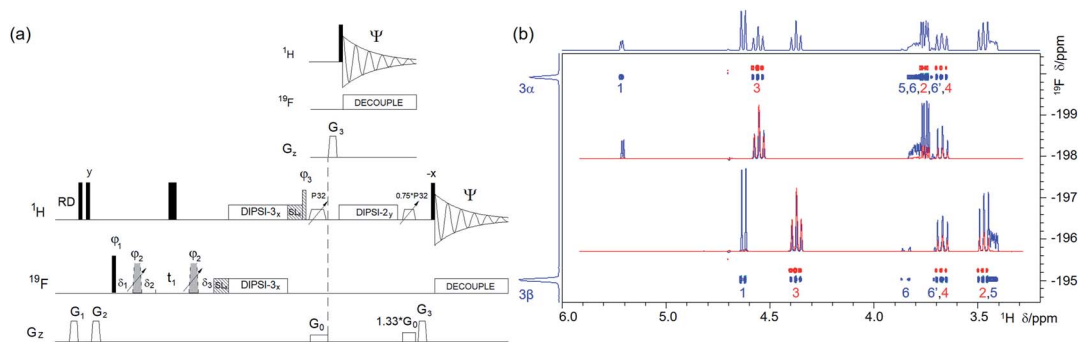 (a)
¹H
Ψ
¹⁹F
DECOUPLE
G_z
G₃
y
φ₃
-x
¹H
RD
DIPSI-3ₓ
SLₓ
P32
DIPSI-2_y
0.75*P32
Ψ
φ₁
φ₂
φ₂
¹⁹F
δ₁
δ₂
t₁
δ₃
SLₓ
DIPSI-3ₓ
DECOUPLE
G_z
G₁
G₂
G₀
1.33*G₀
G₃
(b)
3α
1
3
5,6,2,6',4
3β
1
3
6
6',4
2,5
¹⁹F δ/ppm
-199
-198
-197
-196
-195
6.0
5.5
5.0
4.5
4.0
3.5
¹H δ/ppm